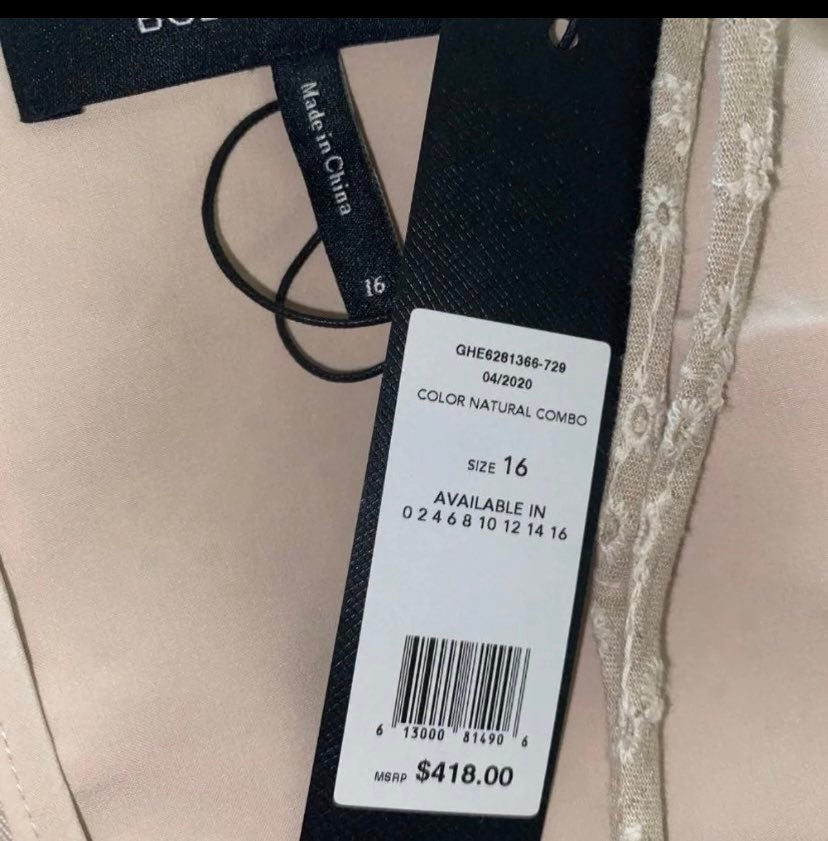 Made in China
16
GHE6281366-729
04/2020
COLOR NATURAL COMBO
SIZE 16
AVAILABLE IN
0 2 4 6 8 10 12 14 16
6 13000 81490 6
MSRP $418.00